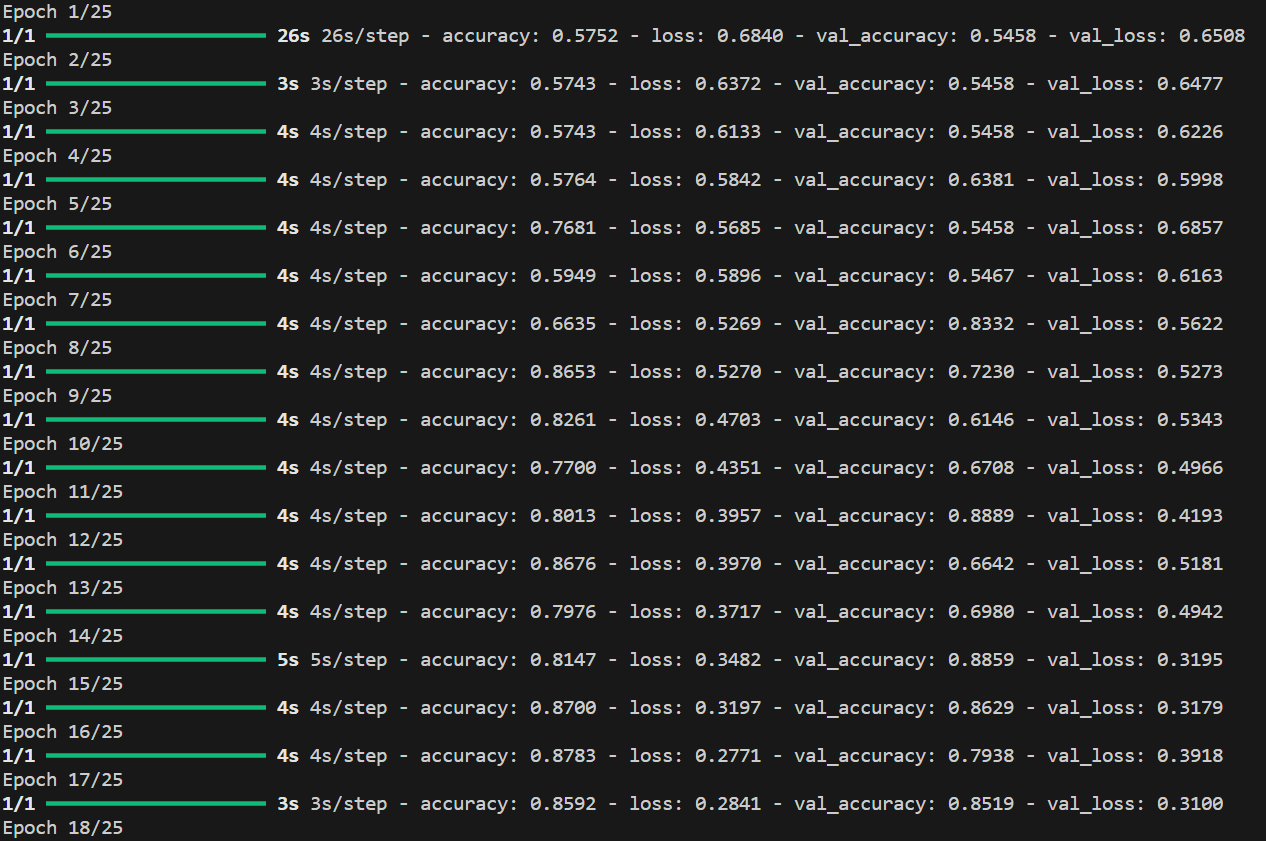 Epoch 1/25
1/1 26s 26s/step - accuracy: 0.5752 - loss: 0.6840 - val_accuracy: 0.5458 - val_loss: 0.6508
Epoch 2/25
1/1 3s 3s/step - accuracy: 0.5743 - loss: 0.6372 - val_accuracy: 0.5458 - val_loss: 0.6477
Epoch 3/25
1/1 4s 4s/step - accuracy: 0.5743 - loss: 0.6133 - val_accuracy: 0.5458 - val_loss: 0.6226
Epoch 4/25
1/1 4s 4s/step - accuracy: 0.5764 - loss: 0.5842 - val_accuracy: 0.6381 - val_loss: 0.5998
Epoch 5/25
1/1 4s 4s/step - accuracy: 0.7681 - loss: 0.5685 - val_accuracy: 0.5458 - val_loss: 0.6857
Epoch 6/25
1/1 4s 4s/step - accuracy: 0.5949 - loss: 0.5896 - val_accuracy: 0.5467 - val_loss: 0.6163
Epoch 7/25
1/1 4s 4s/step - accuracy: 0.6635 - loss: 0.5269 - val_accuracy: 0.8332 - val_loss: 0.5622
Epoch 8/25
1/1 4s 4s/step - accuracy: 0.8653 - loss: 0.5270 - val_accuracy: 0.7230 - val_loss: 0.5273
Epoch 9/25
1/1 4s 4s/step - accuracy: 0.8261 - loss: 0.4703 - val_accuracy: 0.6146 - val_loss: 0.5343
Epoch 10/25
1/1 4s 4s/step - accuracy: 0.7700 - loss: 0.4351 - val_accuracy: 0.6708 - val_loss: 0.4966
Epoch 11/25
1/1 4s 4s/step - accuracy: 0.8013 - loss: 0.3957 - val_accuracy: 0.8889 - val_loss: 0.4193
Epoch 12/25
1/1 4s 4s/step - accuracy: 0.8676 - loss: 0.3970 - val_accuracy: 0.6642 - val_loss: 0.5181
Epoch 13/25
1/1 4s 4s/step - accuracy: 0.7976 - loss: 0.3717 - val_accuracy: 0.6980 - val_loss: 0.4942
Epoch 14/25
1/1 5s 5s/step - accuracy: 0.8147 - loss: 0.3482 - val_accuracy: 0.8859 - val_loss: 0.3195
Epoch 15/25
1/1 4s 4s/step - accuracy: 0.8700 - loss: 0.3197 - val_accuracy: 0.8629 - val_loss: 0.3179
Epoch 16/25
1/1 4s 4s/step - accuracy: 0.8783 - loss: 0.2771 - val_accuracy: 0.7938 - val_loss: 0.3918
Epoch 17/25
1/1 3s 3s/step - accuracy: 0.8592 - loss: 0.2841 - val_accuracy: 0.8519 - val_loss: 0.3100
Epoch 18/25